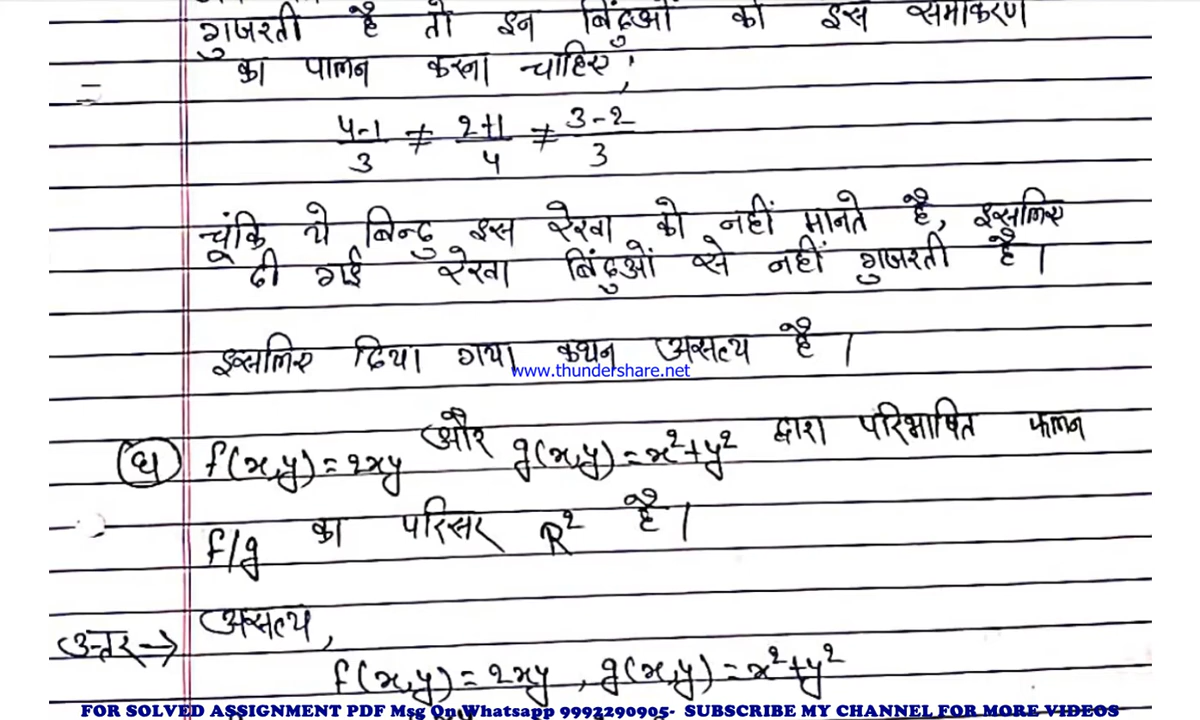 गुजरती है तो इन बिंदुओं को इस समीकरण
का पालन करना चाहिए;
4-1/3 ≠ 2+1/4 ≠ 3-2/3
चूंकि ये बिन्दु इस रेखा को नहीं मानते है, इसलिए
दी गई रेखा बिंदुओं से नहीं गुजरती है।
इसलिए दिया गया कथन असत्य है।
www.thundershare.net
(घ) f(x,y)=2xy और g(x,y)=x²+y² द्वारा परिभाषित फलन
f/g का परिसर R² है।
उत्तर → असत्य,
f(x,y)=2xy, g(x,y)=x²+y²
FOR SOLVED ASSIGNMENT PDF Msg On Whatsapp 9992290905- SUBSCRIBE MY CHANNEL FOR MORE VIDEOS